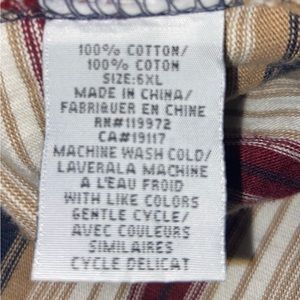 100% COTTON/
100% COTON
SIZE:6XL
MADE IN CHINA/
FABRIQUER EN CHINE
RN#119972
CA#19117
MACHINE WASH COLD/
LAVERALA MACHINE
A L'EAU FROID
WITH LIKE COLORS
GENTLE CYCLE/
AVEC COULEURS
SIMILAIRES
CYCLE DELICAT